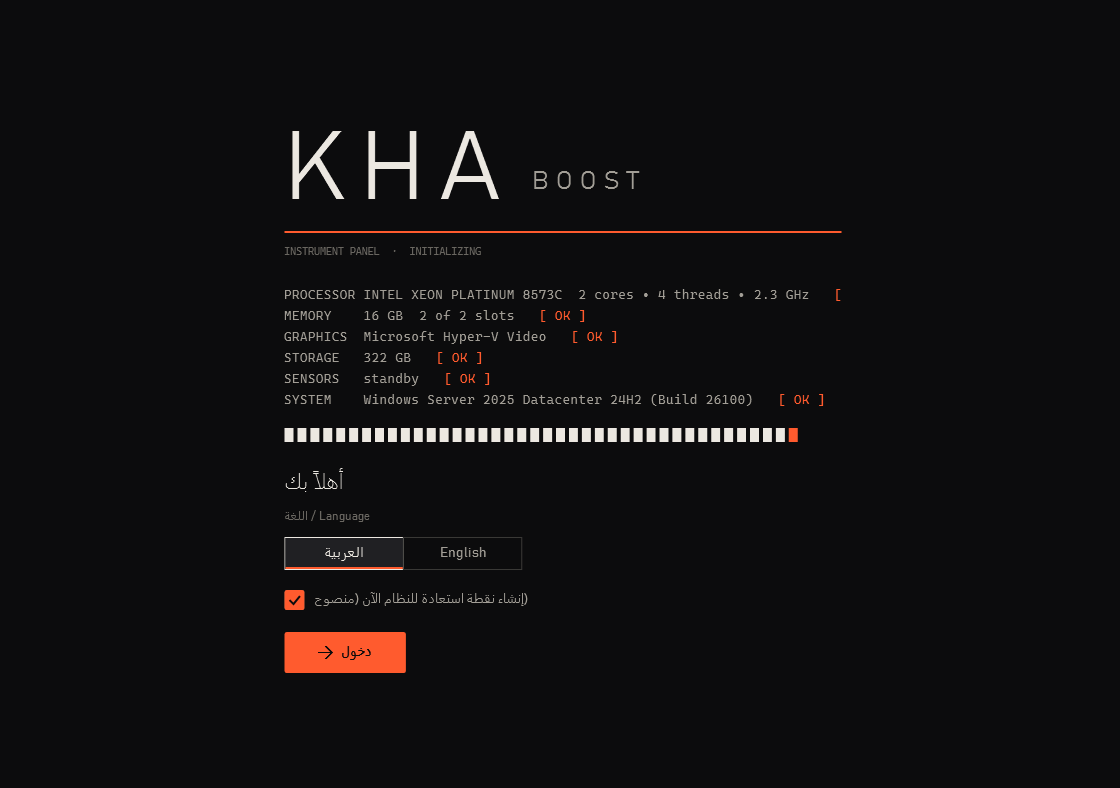 KHA BOOST
INSTRUMENT PANEL · INITIALIZING
PROCESSOR INTEL XEON PLATINUM 8573C 2 cores • 4 threads • 2.3 GHz [
MEMORY 16 GB 2 of 2 slots [ OK ]
GRAPHICS Microsoft Hyper-V Video [ OK ]
STORAGE 322 GB [ OK ]
SENSORS standby [ OK ]
SYSTEM Windows Server 2025 Datacenter 24H2 (Build 26100) [ OK ]
أهلاً بك
اللغة / Language
العربية English
إنشاء نقطة استعادة للنظام الآن (منصوح)
دخول →